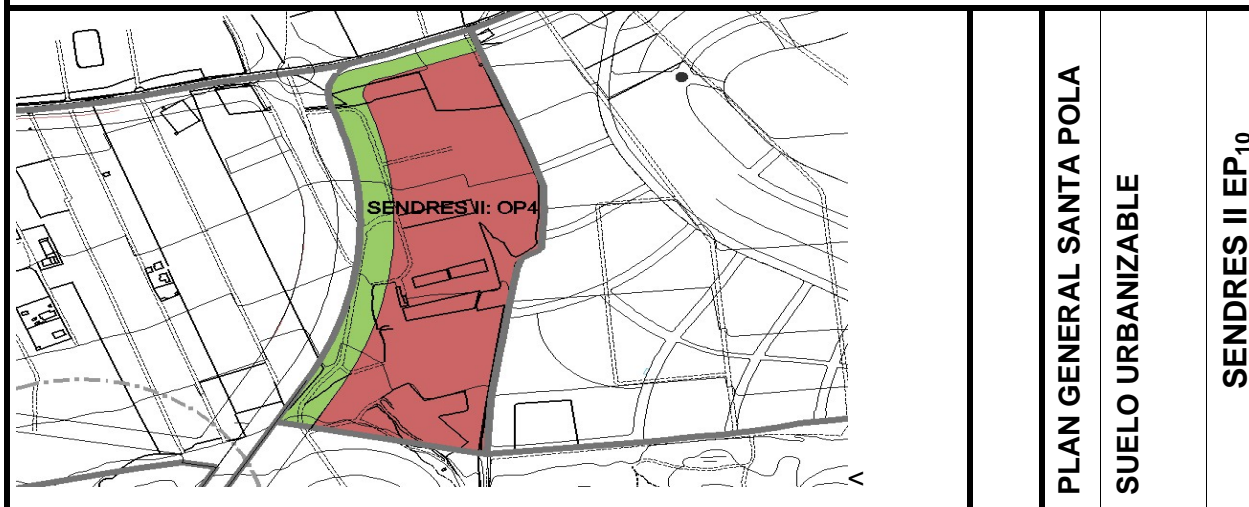 SENDRES II: OP4
PLAN GENERAL SANTA POLA
SUELO URBANIZABLE
SENDRES II EP10